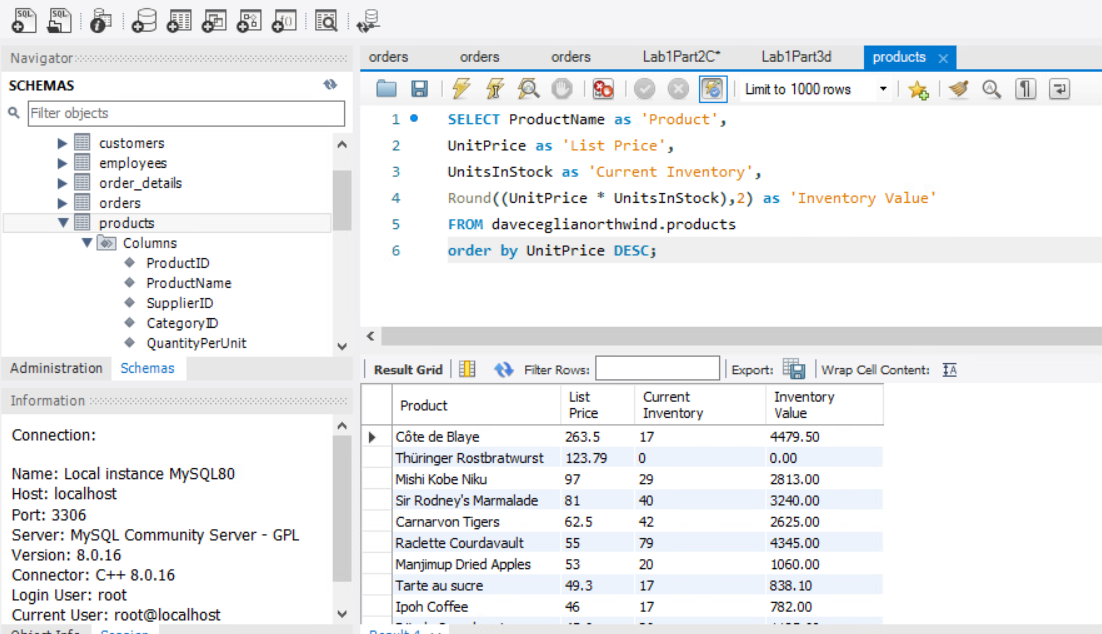 SQL SQL
Navigator
SCHEMAS
Filter objects
customers
employees
order_details
orders
products
Columns
ProductID
ProductName
SupplierID
CategoryID
QuantityPerUnit
Administration Schemas
Information
Connection:
Name: Local instance MySQL80
Host: localhost
Port: 3306
Server: MySQL Community Server - GPL
Version: 8.0.16
Connector: C++ 8.0.16
Login User: root
Current User: root@localhost
Object Info Session
orders orders orders Lab1Part2C* Lab1Part3d products
Limit to 1000 rows
1 SELECT ProductName as 'Product',
2 UnitPrice as 'List Price',
3 UnitsInStock as 'Current Inventory',
4 Round((UnitPrice * UnitsInStock),2) as 'Inventory Value'
5 FROM daveceglianorthwind.products
6 order by UnitPrice DESC;
Result Grid Filter Rows: Export: Wrap Cell Content: IA
Product List Price Current Inventory Inventory Value
Côte de Blaye 263.5 17 4479.50
Thüringer Rostbratwurst 123.79 0 0.00
Mishi Kobe Niku 97 29 2813.00
Sir Rodney's Marmalade 81 40 3240.00
Carnarvon Tigers 62.5 42 2625.00
Raclette Courdavault 55 79 4345.00
Manjimup Dried Apples 53 20 1060.00
Tarte au sucre 49.3 17 838.10
Ipoh Coffee 46 17 782.00
Result 1